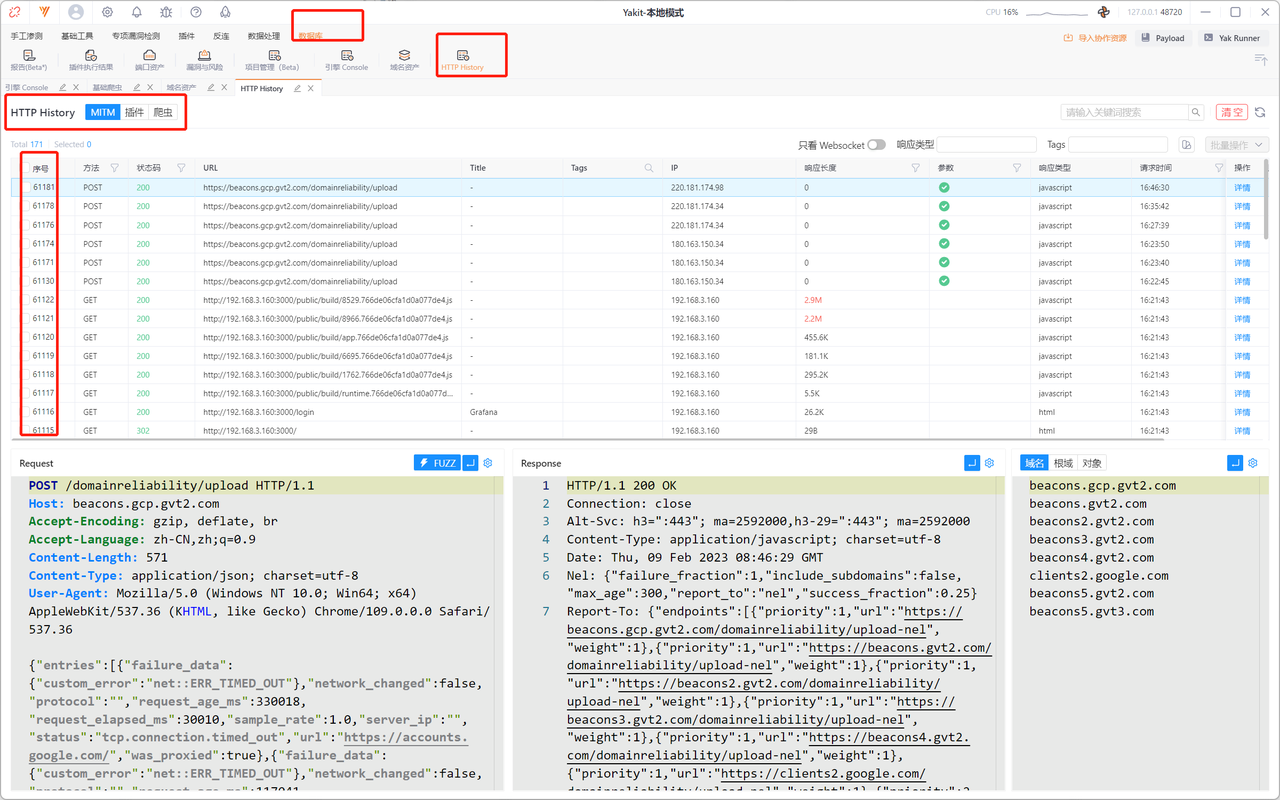 Yakit-本地模式
CPU 16%
127.0.0.1 48720
手工渗测 基础工具 专项漏洞检测 插件 反连 数据处理 数据库
导入协作资源 Payload Yak Runner
报告(Beta*) 插件执行结果 端口资产 漏洞与风险 项目管理 (Beta) 引擎 Console 域名资产 HTTP History
引擎 Console 基础爬虫 域名资产 HTTP History
HTTP History MITM 插件 爬虫 请输入关键词搜索 清 空
Total 171 Selected 0 只看 Websocket 响应类型 Tags 批量操作
序号 方法 状态码 URL Title Tags IP 响应长度 参数 响应类型 请求时间 操作
61181 POST 200 https://beacons.gcp.gvt2.com/domainreliability/upload - 220.181.174.98 0 javascript 16:46:30 详情
61178 POST 200 https://beacons.gcp.gvt2.com/domainreliability/upload - 220.181.174.34 0 javascript 16:35:42 详情
61176 POST 200 https://beacons.gcp.gvt2.com/domainreliability/upload - 220.181.174.34 0 javascript 16:27:39 详情
61174 POST 200 https://beacons.gcp.gvt2.com/domainreliability/upload - 180.163.150.34 0 javascript 16:23:50 详情
61171 POST 200 https://beacons.gcp.gvt2.com/domainreliability/upload - 180.163.150.34 0 javascript 16:23:40 详情
61130 POST 200 https://beacons.gcp.gvt2.com/domainreliability/upload - 180.163.150.34 0 javascript 16:22:45 详情
61122 GET 200 http://192.168.3.160:3000/public/build/8529.766de06cfa1d0a077de4.js - 192.168.3.160 2.9M javascript 16:21:43 详情
61121 GET 200 http://192.168.3.160:3000/public/build/8966.766de06cfa1d0a077de4.js - 192.168.3.160 2.2M javascript 16:21:43 详情
61120 GET 200 http://192.168.3.160:3000/public/build/app.766de06cfa1d0a077de4.js - 192.168.3.160 455.6K javascript 16:21:43 详情
61119 GET 200 http://192.168.3.160:3000/public/build/6695.766de06cfa1d0a077de4.js - 192.168.3.160 181.1K javascript 16:21:43 详情
61118 GET 200 http://192.168.3.160:3000/public/build/1762.766de06cfa1d0a077de4.js - 192.168.3.160 295.2K javascript 16:21:43 详情
61117 GET 200 http://192.168.3.160:3000/public/build/runtime.766de06cfa1d0a077d... - 192.168.3.160 5.5K javascript 16:21:43 详情
61116 GET 200 http://192.168.3.160:3000/login Grafana 192.168.3.160 26.2K html 16:21:43 详情
61115 GET 302 http://192.168.3.160:3000/ - 192.168.3.160 29B html 16:21:43 详情
Request FUZZ
POST /domainreliability/upload HTTP/1.1
Host: beacons.gcp.gvt2.com
Accept-Encoding: gzip, deflate, br
Accept-Language: zh-CN,zh;q=0.9
Content-Length: 571
Content-Type: application/json; charset=utf-8
User-Agent: Mozilla/5.0 (Windows NT 10.0; Win64; x64)
AppleWebKit/537.36 (KHTML, like Gecko) Chrome/109.0.0.0 Safari/
537.36
{"entries":[{"failure_data":
{"custom_error":"net::ERR_TIMED_OUT"},"network_changed":false,
"protocol":"","request_age_ms":330018,
"request_elapsed_ms":30010,"sample_rate":1.0,"server_ip":"",
"status":"tcp.connection.timed_out","url":"https://accounts.
google.com/","was_proxied":true},{"failure_data":
{"custom_error":"net::ERR_TIMED_OUT"},"network_changed":false,
"protocol":"","request_age_ms":117041
Response
1 HTTP/1.1 200 OK
2 Connection: close
3 Alt-Svc: h3=":443"; ma=2592000,h3-29=":443"; ma=2592000
4 Content-Type: application/javascript; charset=utf-8
5 Date: Thu, 09 Feb 2023 08:46:29 GMT
6 Nel: {"failure_fraction":1,"include_subdomains":false,
"max_age":300,"report_to":"nel","success_fraction":0.25}
7 Report-To: {"endpoints":[{"priority":1,"url":"https://
beacons.gcp.gvt2.com/domainreliability/upload-nel",
"weight":1},{"priority":1,"url":"https://beacons.gvt2.com/
domainreliability/upload-nel","weight":1},{"priority":1,
"url":"https://beacons2.gvt2.com/domainreliability/
upload-nel","weight":1},{"priority":1,"url":"https://
beacons3.gvt2.com/domainreliability/upload-nel",
"weight":1},{"priority":1,"url":"https://beacons4.gvt2.
com/domainreliability/upload-nel","weight":1},
{"priority":1,"url":"https://clients2.google.com/
domainreliability/upload-nel","weight":1},{"priority":1
域名 根域 对象
beacons.gcp.gvt2.com
beacons.gvt2.com
beacons2.gvt2.com
beacons3.gvt2.com
beacons4.gvt2.com
clients2.google.com
beacons5.gvt2.com
beacons5.gvt3.com